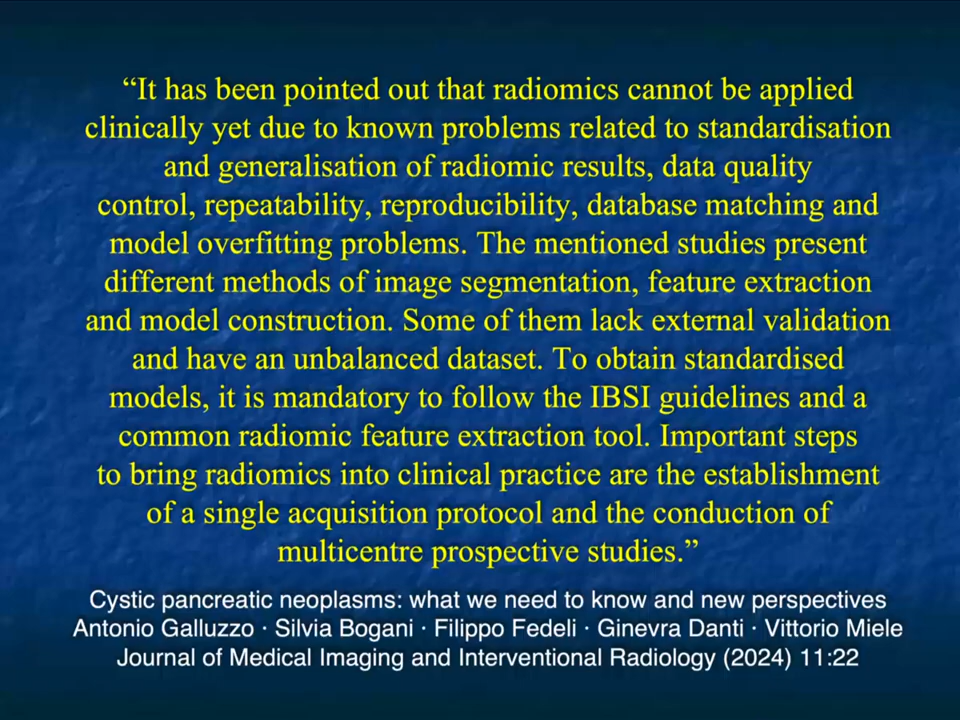 “It has been pointed out that radiomics cannot be applied
clinically yet due to known problems related to standardisation
and generalisation of radiomic results, data quality
control, repeatability, reproducibility, database matching and
model overfitting problems. The mentioned studies present
different methods of image segmentation, feature extraction
and model construction. Some of them lack external validation
and have an unbalanced dataset. To obtain standardised
models, it is mandatory to follow the IBSI guidelines and a
common radiomic feature extraction tool. Important steps
to bring radiomics into clinical practice are the establishment
of a single acquisition protocol and the conduction of
multicentre prospective studies.”
Cystic pancreatic neoplasms: what we need to know and new perspectives
Antonio Galluzzo · Silvia Bogani · Filippo Fedeli · Ginevra Danti · Vittorio Miele
Journal of Medical Imaging and Interventional Radiology (2024) 11:22